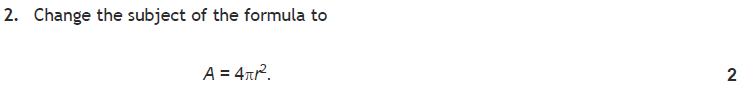 2. Change the subject of the formula to
A = 4πr².
2